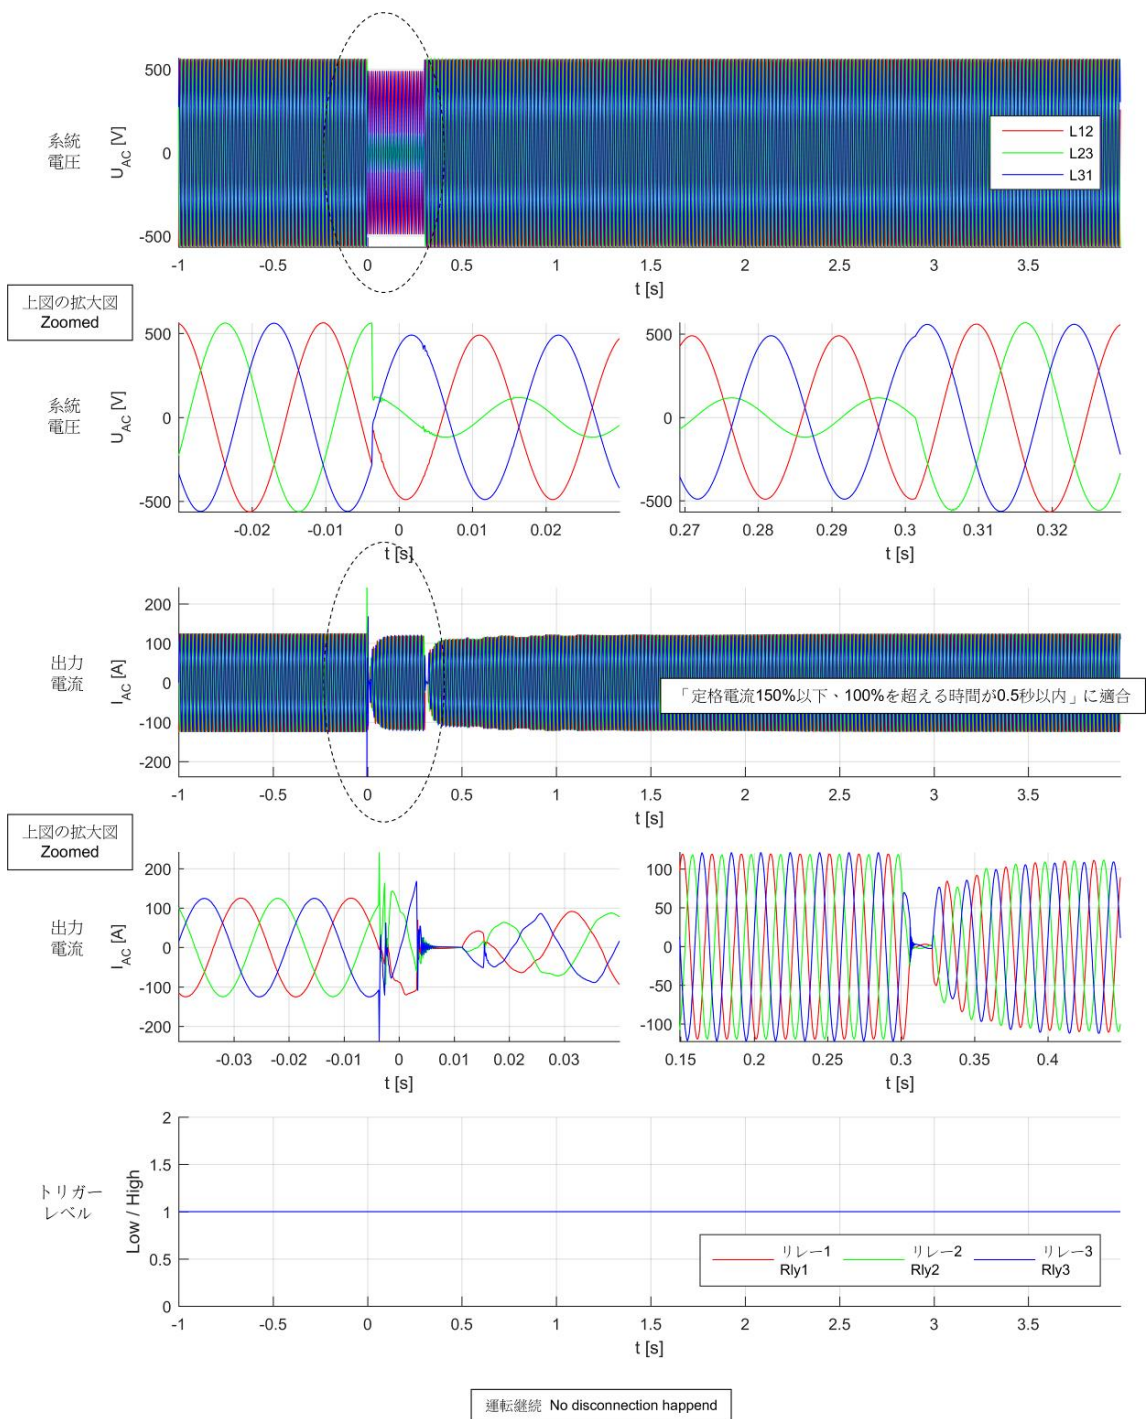 500
0
-500
系統
電圧
U_AC [V]
L12
L23
L31
-1 -0.5 0 0.5 1 1.5 2 2.5 3 3.5
t [s]
上図の拡大図
Zoomed
500
0
-500
系統
電圧
U_AC [V]
-0.02 -0.01 0 0.01 0.02
t [s]
500
0
-500
0.27 0.28 0.29 0.3 0.31 0.32
t [s]
200
100
0
-100
-200
出力
電流
I_AC [A]
「定格電流150%以下、100%を超える時間が0.5秒以内」に適合
-1 -0.5 0 0.5 1 1.5 2 2.5 3 3.5
t [s]
上図の拡大図
Zoomed
200
100
0
-100
-200
出力
電流
I_AC [A]
-0.03 -0.02 -0.01 0 0.01 0.02 0.03
t [s]
100
50
0
-50
-100
0.15 0.2 0.25 0.3 0.35 0.4
t [s]
2
1.5
1
0.5
0
トリガー
レベル
Low / High
リレー1 リレー2 リレー3
Rly1 Rly2 Rly3
-1 -0.5 0 0.5 1 1.5 2 2.5 3 3.5
t [s]
運転継続 No disconnection happend